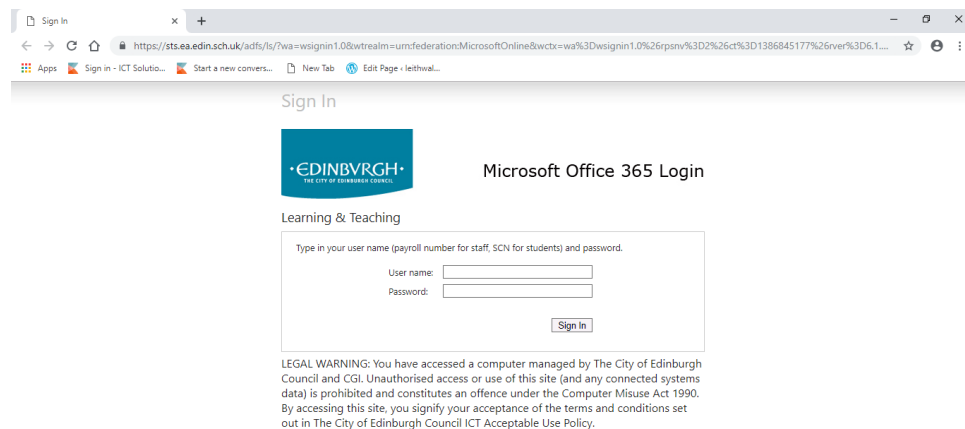 Sign In
https://sts.ea.edin.sch.uk/adfs/ls/?wa=wsignin1.0&wtrealm=urn:federation:MicrosoftOnline&wctx=wa%3Dwsignin1.0%26rpsnv%3D2%26ct%3D1386845177%26rver%3D6.1....
Apps Sign in - ICT Solutio... Start a new convers... New Tab Edit Page ‹ leithwal...
Sign In
·EDINBVRGH·
THE CITY OF EDINBURGH COUNCIL
Microsoft Office 365 Login
Learning & Teaching
Type in your user name (payroll number for staff, SCN for students) and password.
User name:
Password:
Sign In
LEGAL WARNING: You have accessed a computer managed by The City of Edinburgh
Council and CGI. Unauthorised access or use of this site (and any connected systems
data) is prohibited and constitutes an offence under the Computer Misuse Act 1990.
By accessing this site, you signify your acceptance of the terms and conditions set
out in The City of Edinburgh Council ICT Acceptable Use Policy.